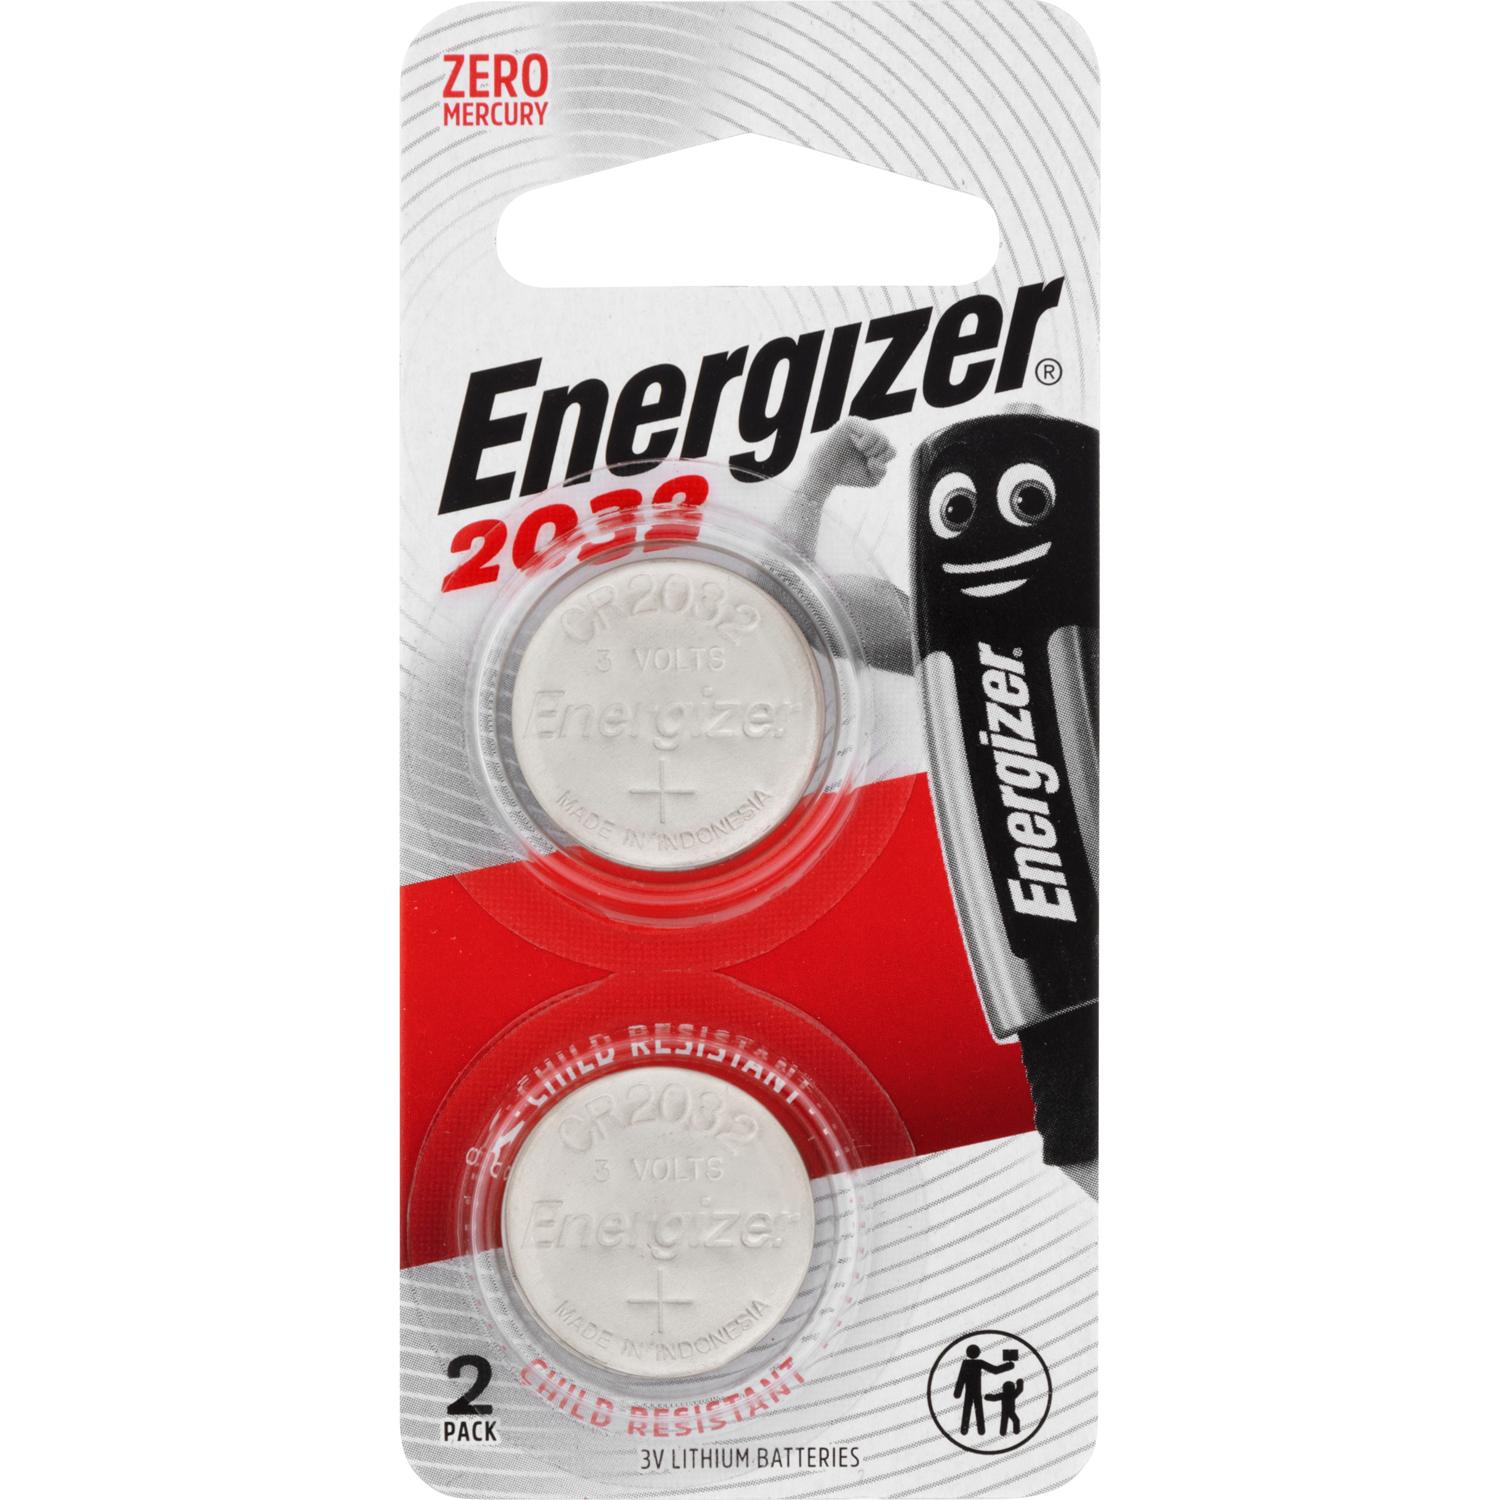 ZERO
MERCURY
Energizer®
2032
CR2032
3 VOLTS
Energizer
+
MADE IN INDONESIA
Energizer
CHILD RESISTANT
CR2032
3 VOLTS
Energizer
+
MADE IN INDONESIA
CHILD RESISTANT
2
PACK
3V LITHIUM BATTERIES